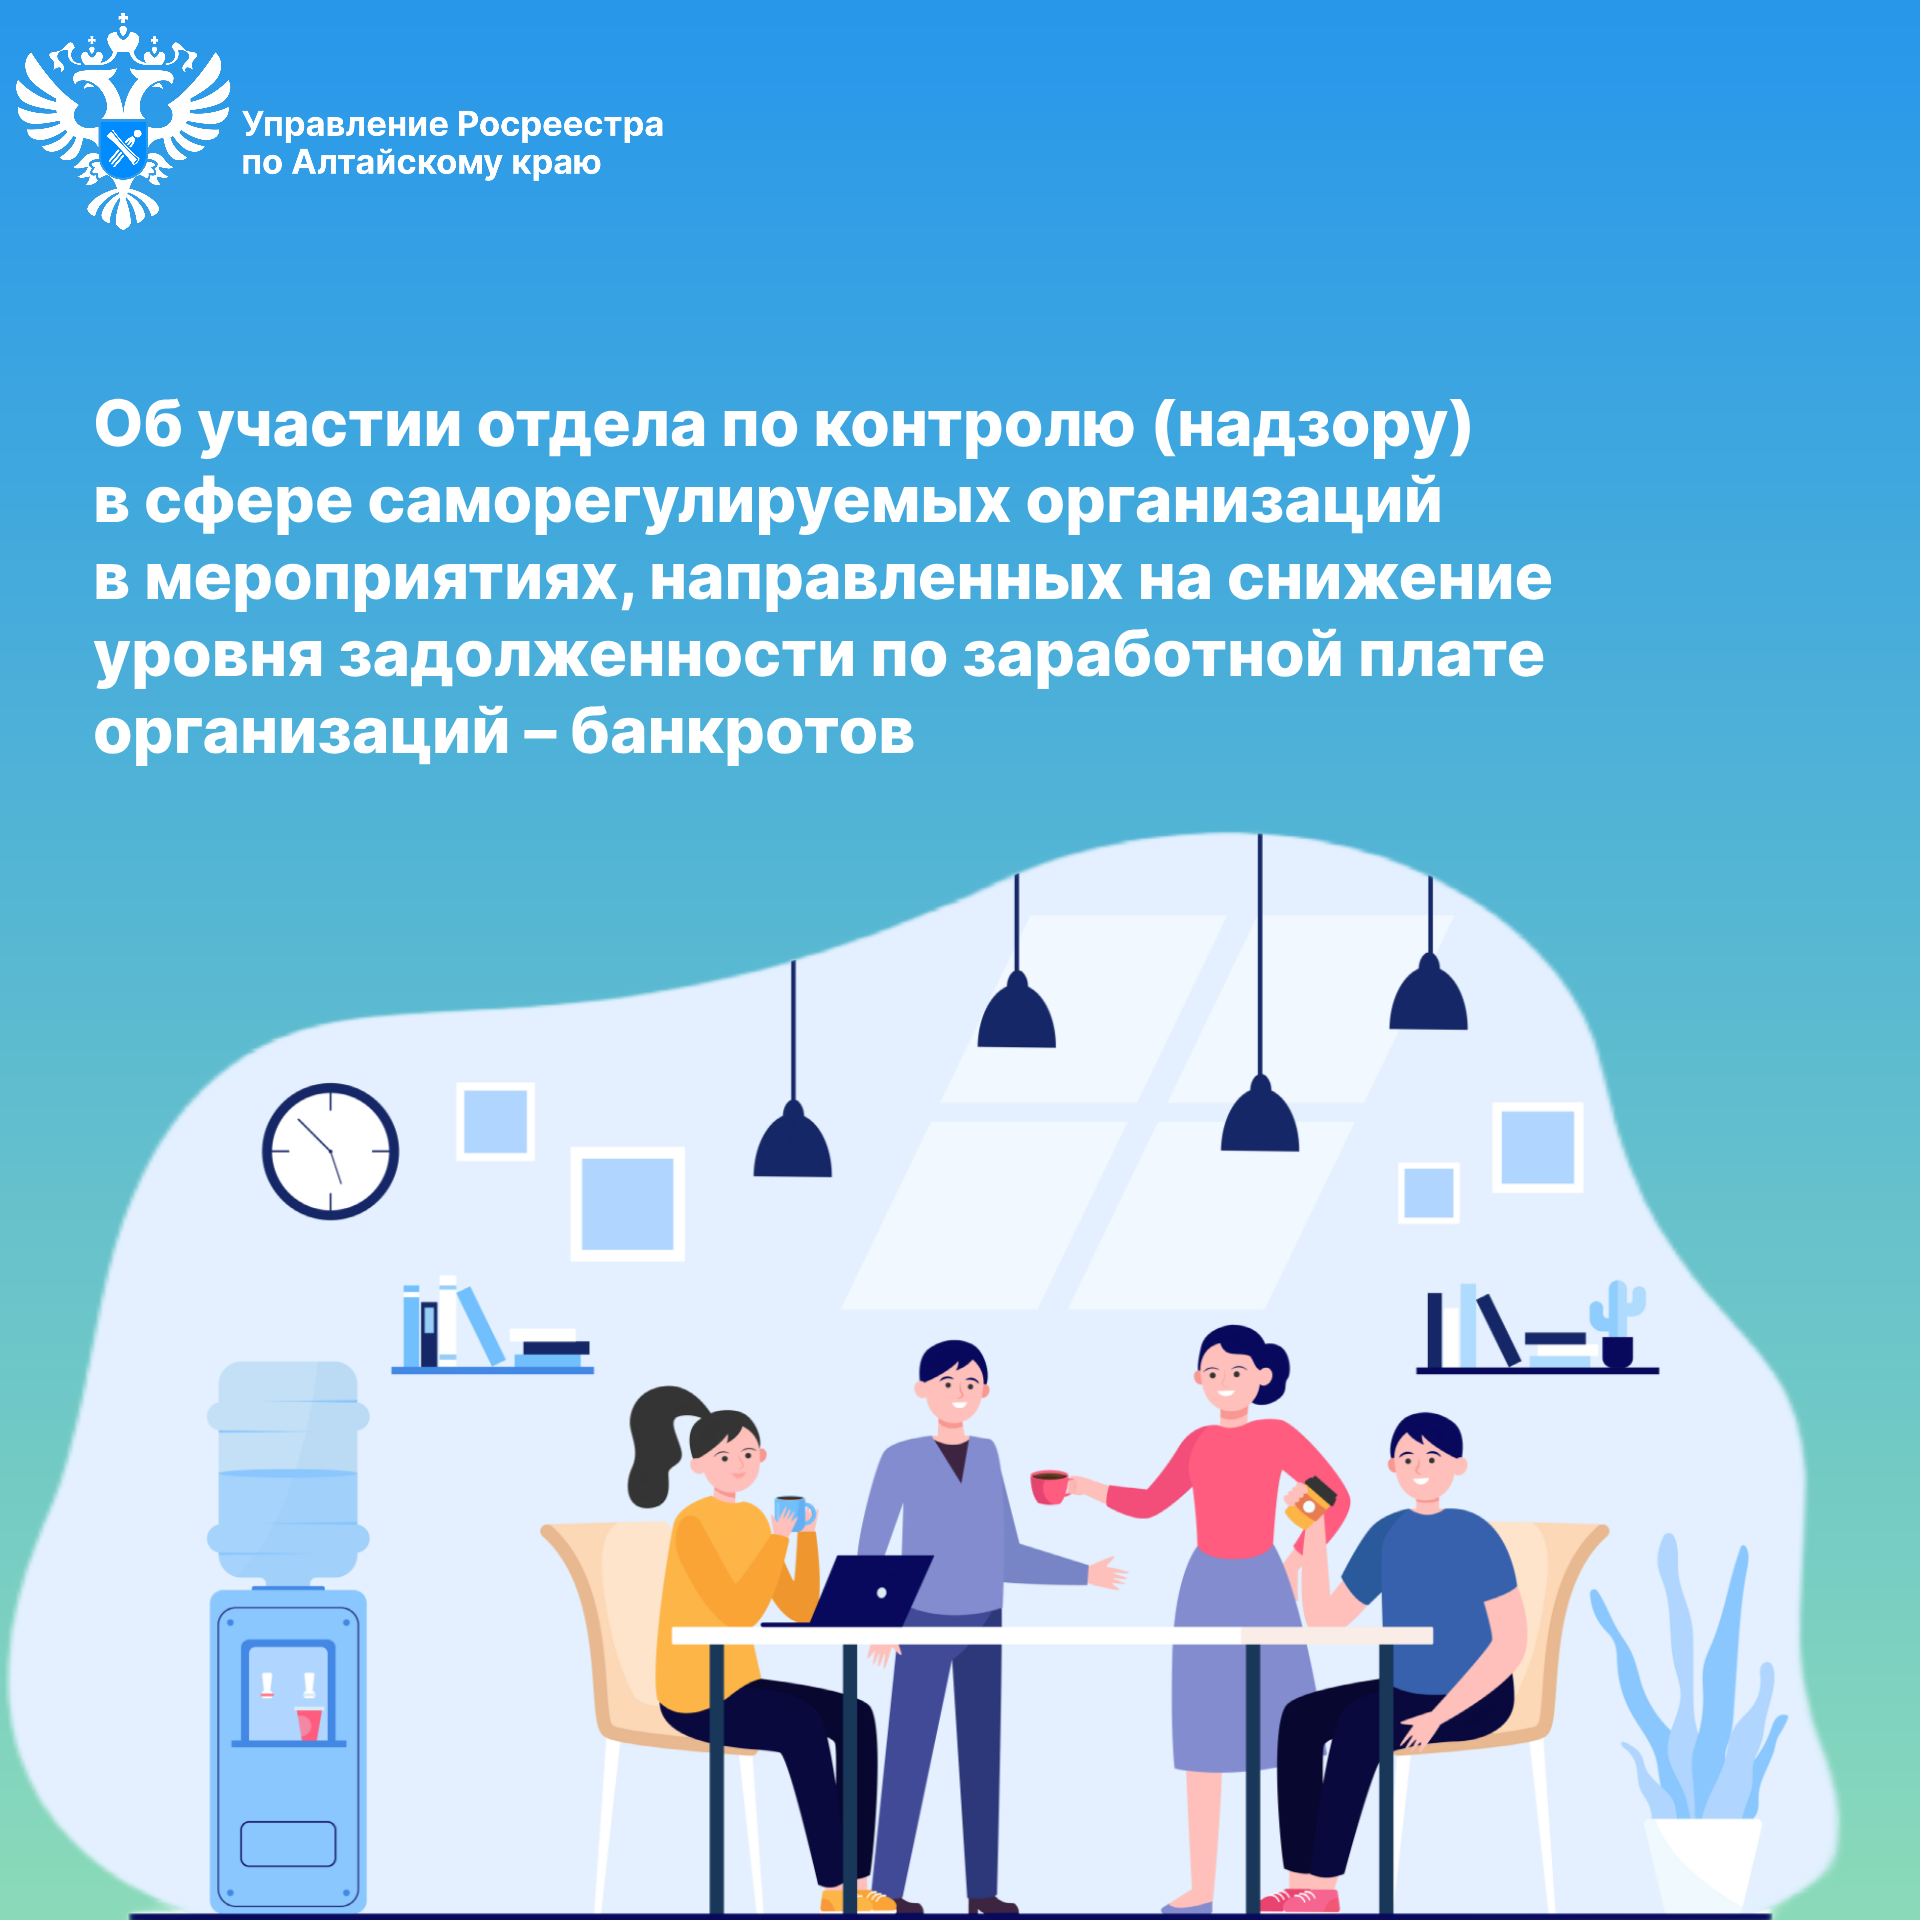 Управление Росреестра
по Алтайскому краю
Об участии отдела по контролю (надзору)
в сфере саморегулируемых организаций
в мероприятиях, направленных на снижение
уровня задолженности по заработной плате
организаций – банкротов